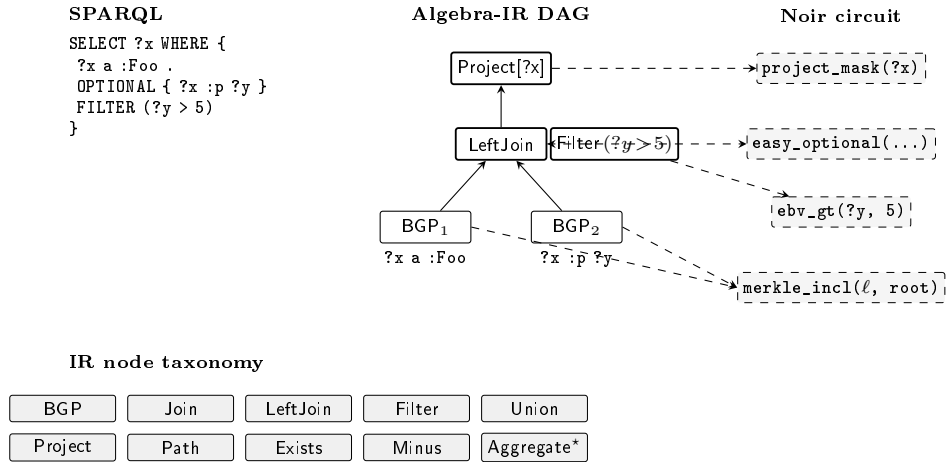 SPARQL
SELECT ?x WHERE {
?x a :Foo .
OPTIONAL { ?x :p ?y }
FILTER (?y > 5)
}
Algebra-IR DAG
Project[?x]
LeftJoin
Filter(?y>5)
BGP1
BGP2
?x a :Foo
?x :p ?y
Noir circuit
project_mask(?x)
easy_optional(...)
ebv_gt(?y, 5)
merkle_incl(ℓ, root)
IR node taxonomy
BGP Join LeftJoin Filter Union
Project Path Exists Minus Aggregate*